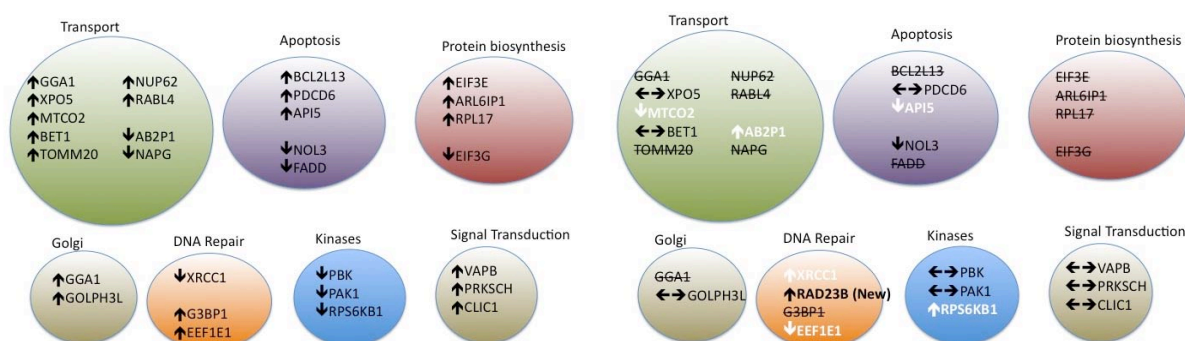 Transport
↑GGA1 ↑NUP62
↑XPO5 ↑RABL4
↑MTCO2
↑BET1 ↓AB2P1
↑TOMM20 ↓NAPG
Apoptosis
↑BCL2L13
↑PDCD6
↑API5
↓NOL3
↓FADD
Protein biosynthesis
↑EIF3E
↑ARL6IP1
↑RPL17
↓EIF3G
Golgi
↑GGA1
↑GOLPH3L
DNA Repair
↓XRCC1
↑G3BP1
↑EEF1E1
Kinases
↓PBK
↓PAK1
↓RPS6KB1
Signal Transduction
↑VAPB
↑PRKSCH
↑CLIC1
Transport
GGA1 NUP62
←→XPO5 RABL4
↓MTCO2
←→BET1 ↑AB2P1
TOMM20 NAPG
Apoptosis
BCL2L13
←→PDCD6
↓API5
↓NOL3
FADD
Protein biosynthesis
EIF3E
ARL6IP1
RPL17
EIF3G
Golgi
GGA1
←→GOLPH3L
DNA Repair
↑XRCC1
↑RAD23B (New)
G3BP1
↓EEF1E1
Kinases
←→PBK
←→PAK1
↑RPS6KB1
Signal Transduction
←→VAPB
←→PRKSCH
←→CLIC1